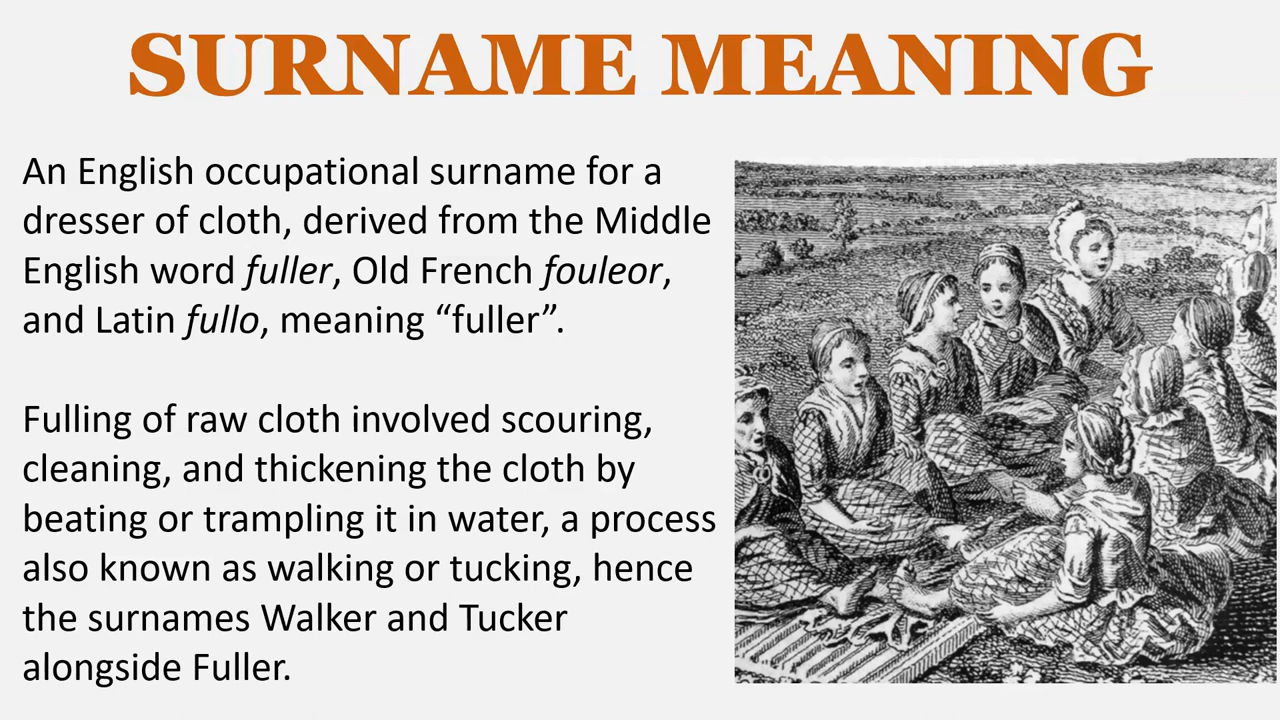 SURNAME MEANING
An English occupational surname for a
dresser of cloth, derived from the Middle
English word fuller, Old French fouleor,
and Latin fullo, meaning “fuller”.
Fulling of raw cloth involved scouring,
cleaning, and thickening the cloth by
beating or trampling it in water, a process
also known as walking or tucking, hence
the surnames Walker and Tucker
alongside Fuller.